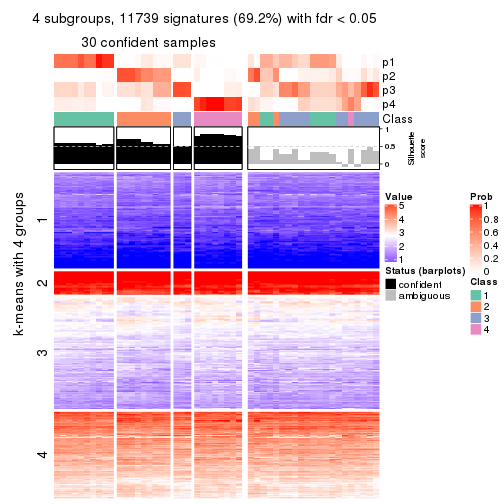 4 subgroups, 11739 signatures (69.2%) with fdr < 0.05
30 confident samples
p1
p2
p3
p4
Class
1
0.5
0
Silhouette
score
k-means with 4 groups
1
2
3
4
Value
5
4
3
2
1
Status (barplots)
confident
ambiguous
Prob
1
0.8
0.6
0.4
0.2
0
Class
1
2
3
4